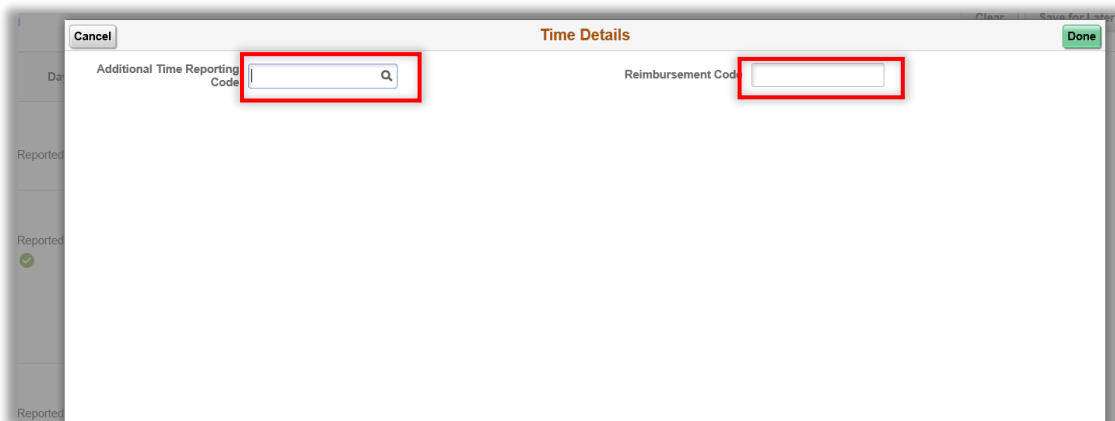 Clear Save for Later
Cancel Time Details Done
Additional Time Reporting Reimbursement Code
Code
Reported
Reported
Reported